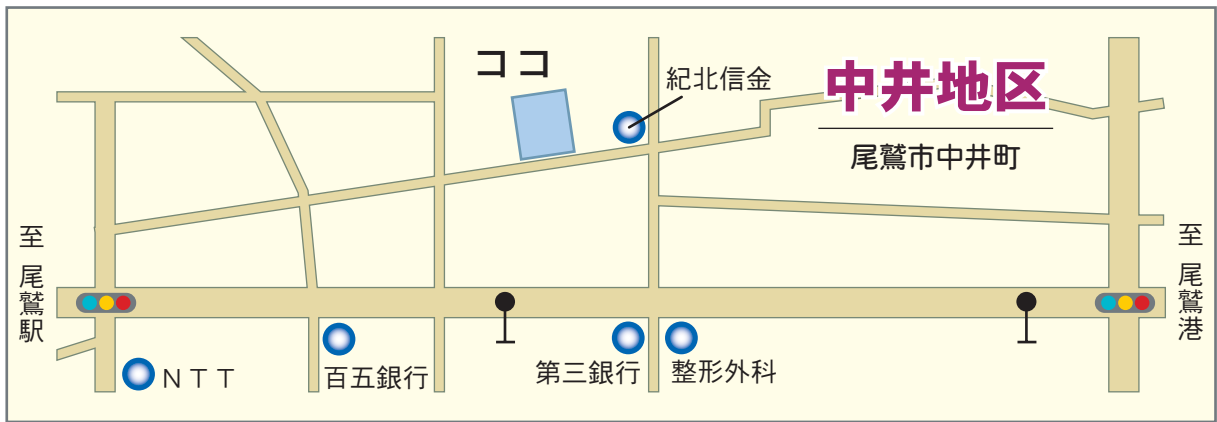 ココ
紀北信金
中井地区
尾鷲市中井町
至 尾鷲駅
至 尾鷲港
NTT
百五銀行
第三銀行
整形外科